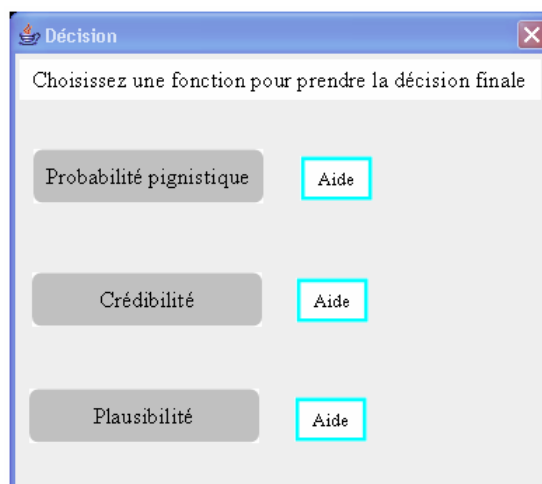 Décision
Choisissez une fonction pour prendre la décision finale
Probabilité pignistique
Aide
Crédibilité
Aide
Plausibilité
Aide